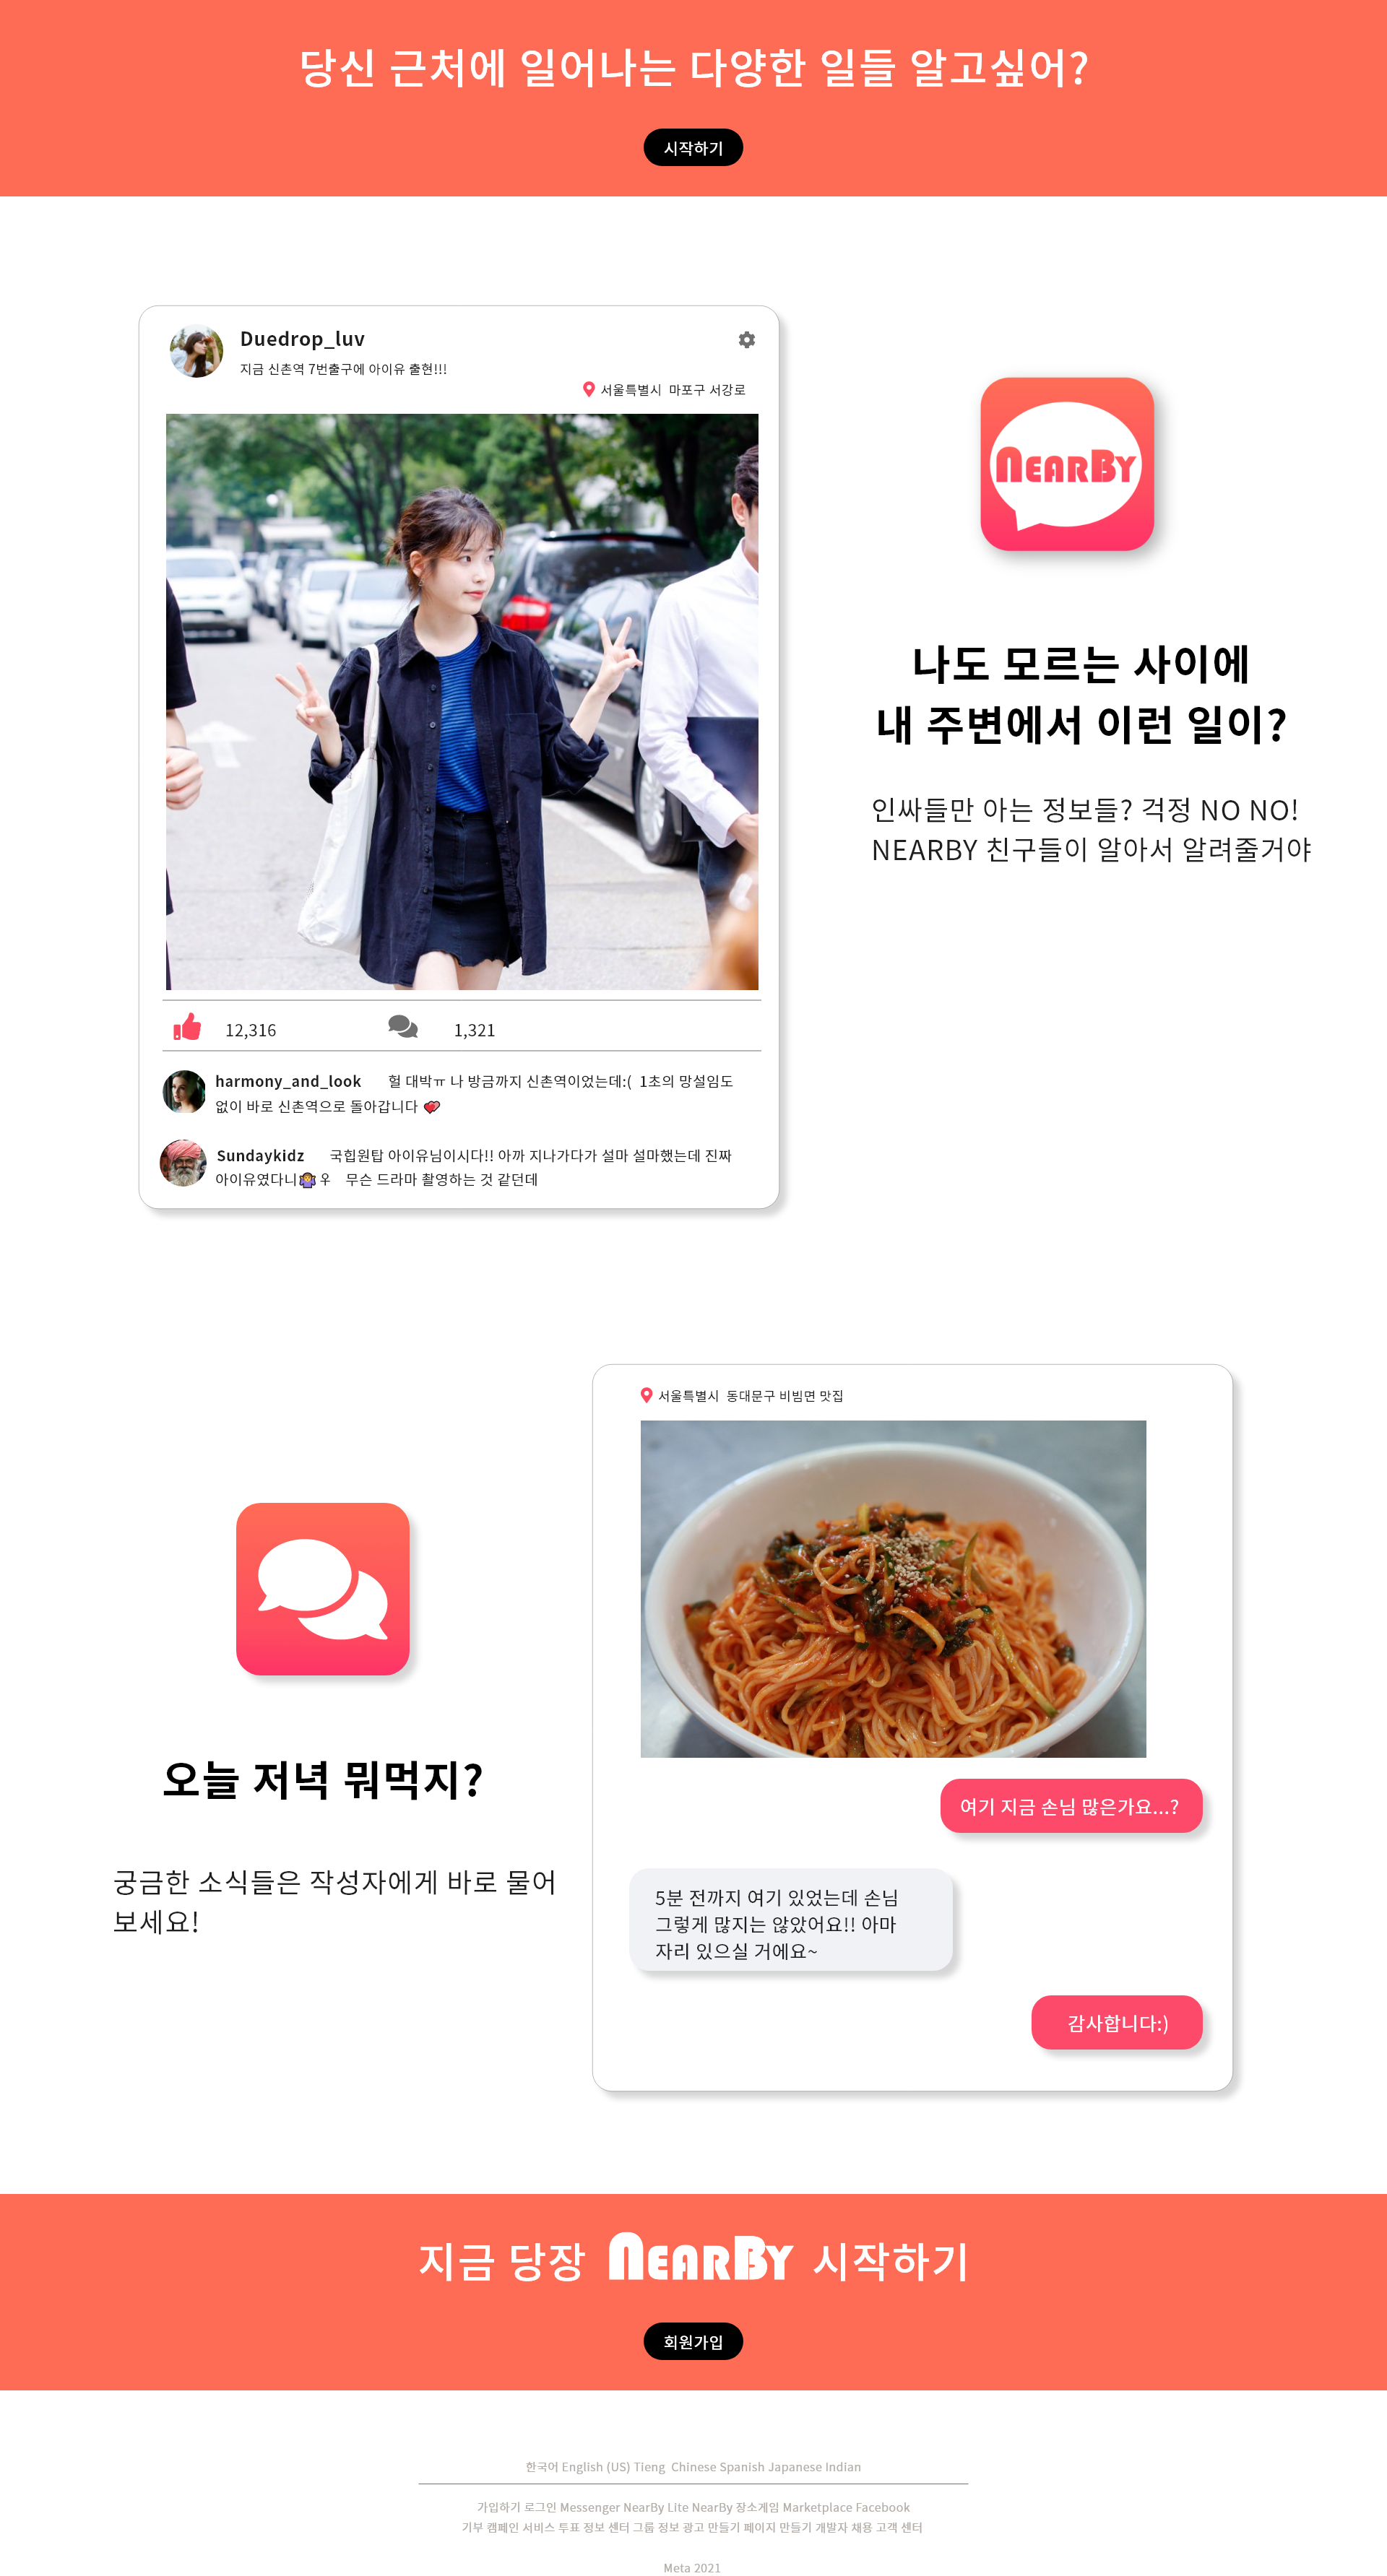 당신 근처에 일어나는 다양한 일들 알고싶어?
시작하기
Duedrop_luv
지금 신촌역 7번출구에 아이유 출현!!!
서울특별시 마포구 서강로
12,316 1,321
harmony_and_look 헐 대박ㅠ 나 방금까지 신촌역이었는데:( 1초의 망설임도
없이 바로 신촌역으로 돌아갑니다 💘
Sundaykidz 국힙원탑 아이유님이시다!! 아까 지나가다가 설마 설마했는데 진짜
아이유였다니🤷♀ 무슨 드라마 촬영하는 것 같던데
NEARBY
나도 모르는 사이에
내 주변에서 이런 일이?
인싸들만 아는 정보들? 걱정 NO NO!
NEARBY 친구들이 알아서 알려줄거야
오늘 저녁 뭐먹지?
궁금한 소식들은 작성자에게 바로 물어
보세요!
서울특별시 동대문구 비빔면 맛집
여기 지금 손님 많은가요...?
5분 전까지 여기 있었는데 손님
그렇게 많지는 않았어요!! 아마
자리 있으실 거에요~
감사합니다:)
지금 당장 NEARBY 시작하기
회원가입
한국어 English (US) Tieng Chinese Spanish Japanese Indian
가입하기 로그인 Messenger NearBy Lite NearBy 장소게임 Marketplace Facebook
기부 캠페인 서비스 투표 정보 센터 그룹 정보 광고 만들기 페이지 만들기 개발자 채용 고객 센터
Meta 2021